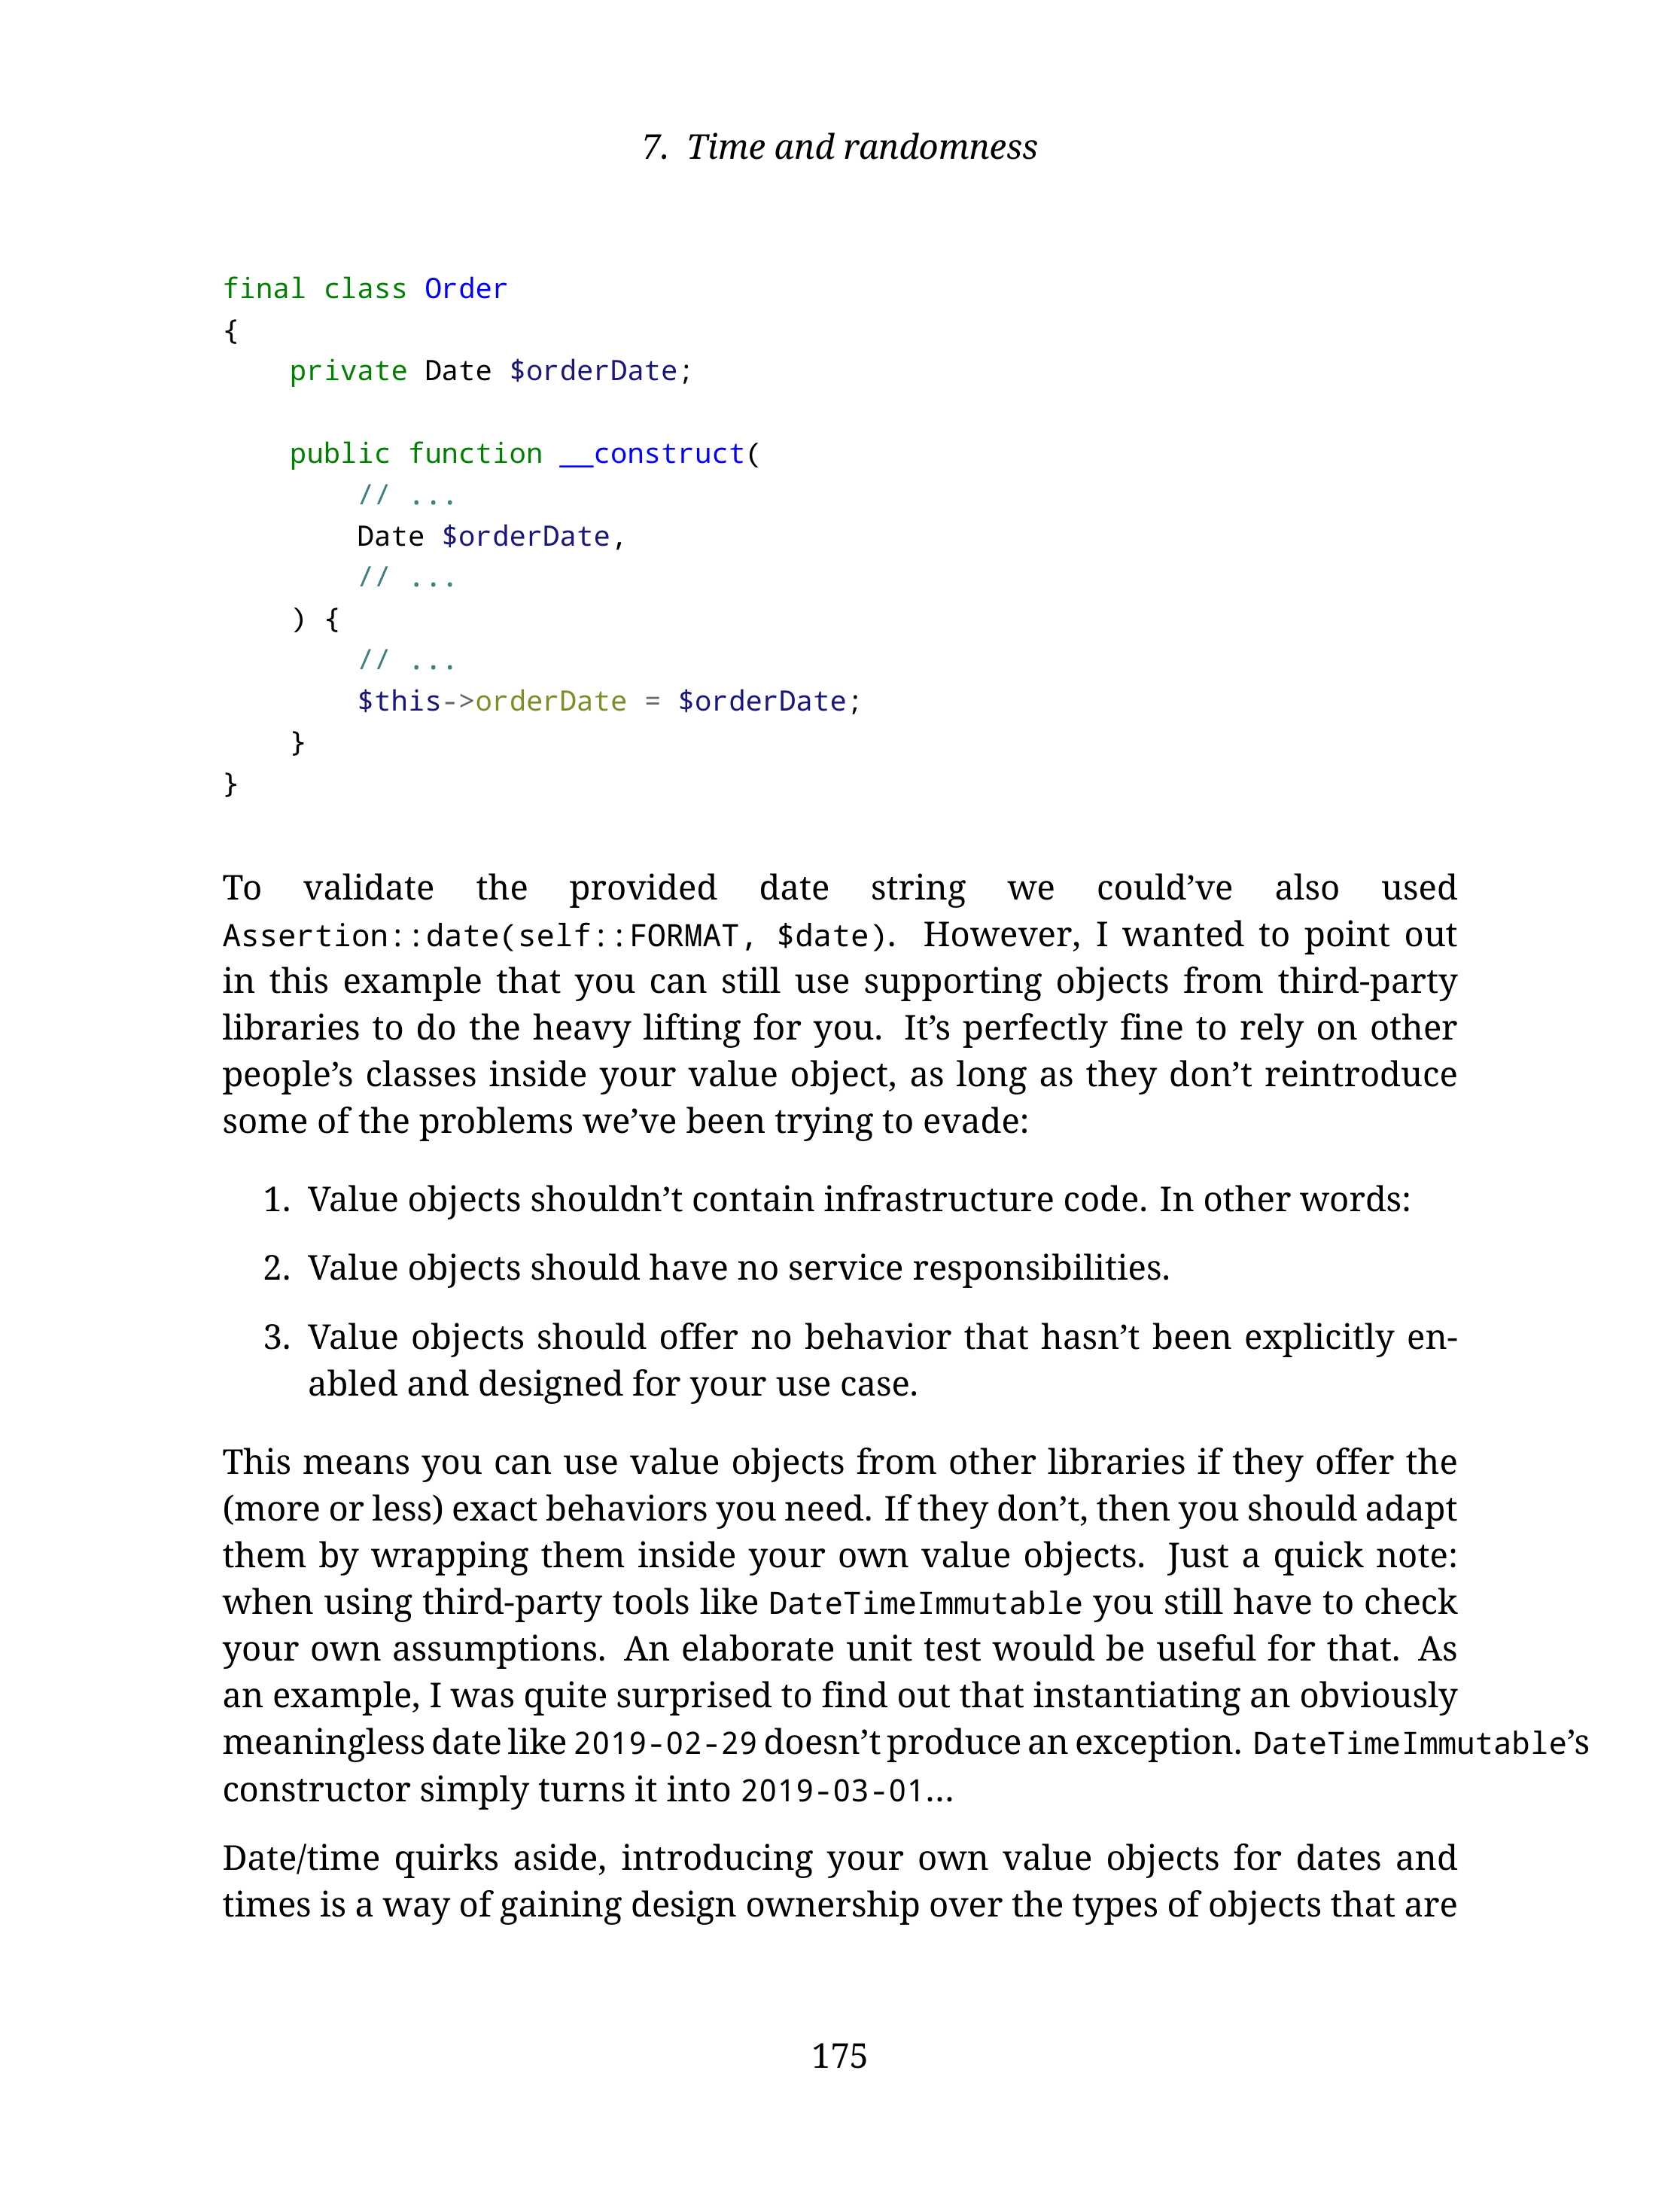 7. Time and randomness
final class Order
{
    private Date $orderDate;

    public function __construct(
        // ...
        Date $orderDate,
        // ...
    ) {
        // ...
        $this->orderDate = $orderDate;
    }
}
To validate the provided date string we could’ve also used
Assertion::date(self::FORMAT, $date). However, I wanted to point out
in this example that you can still use supporting objects from third-party
libraries to do the heavy lifting for you. It’s perfectly fine to rely on other
people’s classes inside your value object, as long as they don’t reintroduce
some of the problems we’ve been trying to evade:
1. Value objects shouldn’t contain infrastructure code. In other words:
2. Value objects should have no service responsibilities.
3. Value objects should offer no behavior that hasn’t been explicitly en-
abled and designed for your use case.
This means you can use value objects from other libraries if they offer the
(more or less) exact behaviors you need. If they don’t, then you should adapt
them by wrapping them inside your own value objects. Just a quick note:
when using third-party tools like DateTimeImmutable you still have to check
your own assumptions. An elaborate unit test would be useful for that. As
an example, I was quite surprised to find out that instantiating an obviously
meaningless date like 2019-02-29 doesn’t produce an exception. DateTimeImmutable’s
constructor simply turns it into 2019-03-01…
Date/time quirks aside, introducing your own value objects for dates and
times is a way of gaining design ownership over the types of objects that are
175